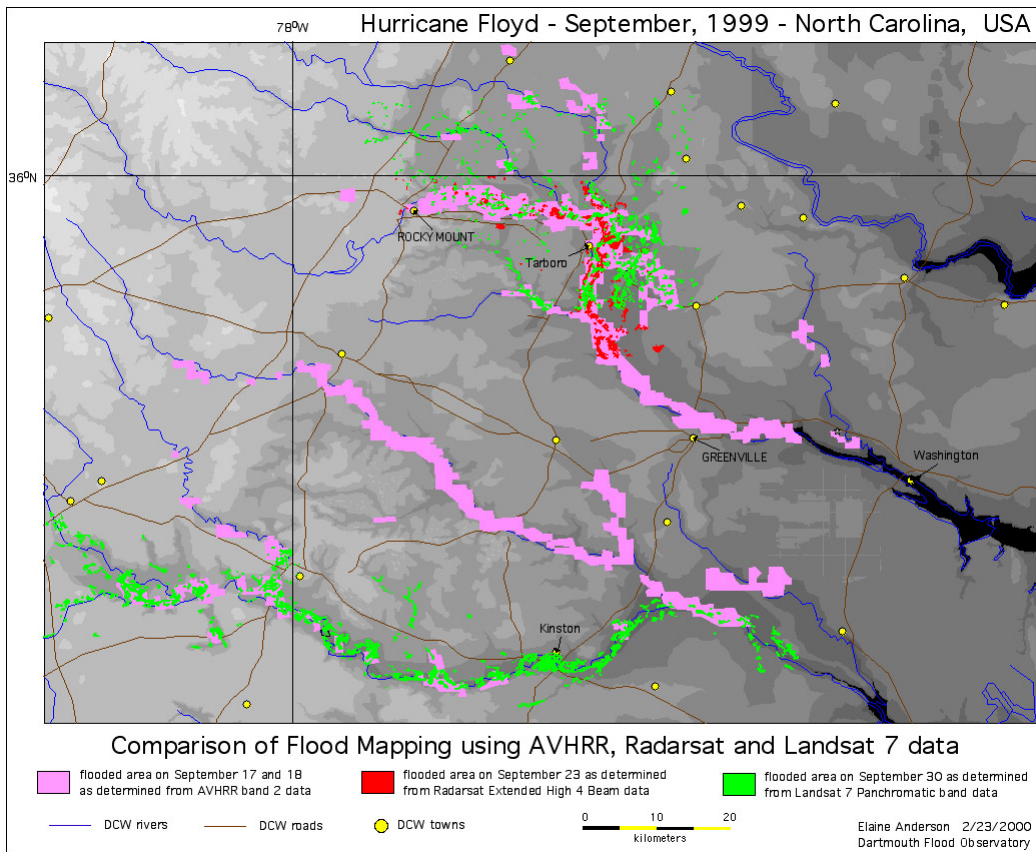 Hurricane Floyd - September, 1999 - North Carolina, USA
78°W
36°N
ROCKY MOUNT
Tarboro
GREENVILLE
Washington
Kinston
Comparison of Flood Mapping using AVHRR, Radarsat and Landsat 7 data
flooded area on September 17 and 18
as determined from AVHRR band 2 data
flooded area on September 23 as determined
from Radarsat Extended High 4 Beam data
flooded area on September 30 as determined
from Landsat 7 Panchromatic band data
DCW rivers
DCW roads
DCW towns
0 10 20
kilometers
Elaine Anderson 2/23/2000
Dartmouth Flood Observatory